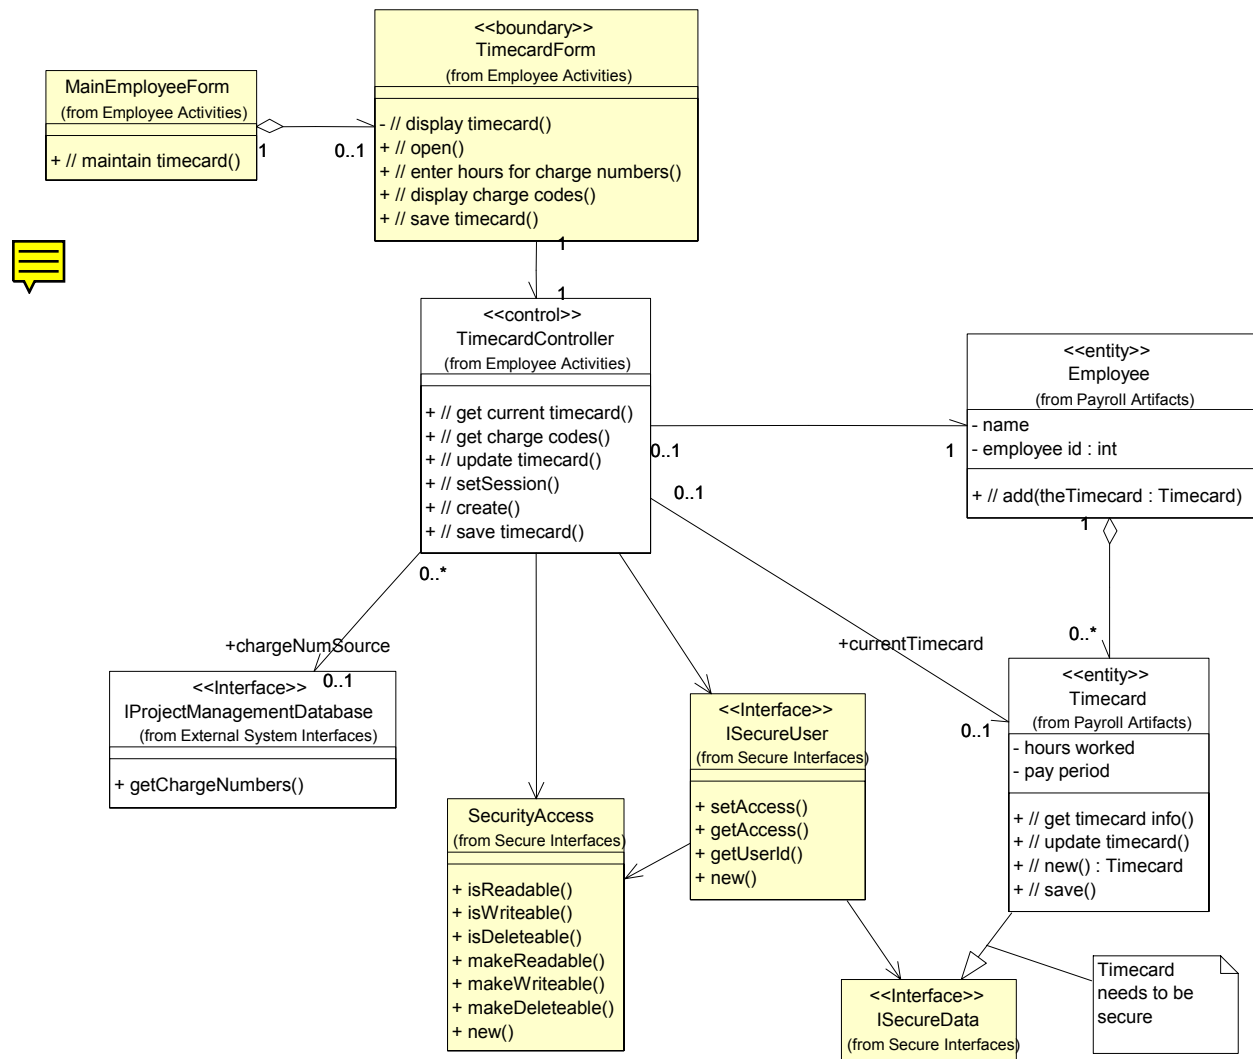 <<boundary>>
TimecardForm
(from Employee Activities)
- // display timecard()
+ // open()
+ // enter hours for charge numbers()
+ // display charge codes()
+ // save timecard()
MainEmployeeForm
(from Employee Activities)
+ // maintain timecard()
1
0..1
1
1
<<control>>
TimecardController
(from Employee Activities)
+ // get current timecard()
+ // get charge codes()
+ // update timecard()
+ // setSession()
+ // create()
+ // save timecard()
<<entity>>
Employee
(from Payroll Artifacts)
- name
- employee id : int
+ // add(theTimecard : Timecard)
0..1
1
0..1
1
0..*
0..*
+chargeNumSource
0..1
+currentTimecard
0..1
<<Interface>>
IProjectManagementDatabase
(from External System Interfaces)
+ getChargeNumbers()
<<Interface>>
ISecureUser
(from Secure Interfaces)
+ setAccess()
+ getAccess()
+ getUserId()
+ new()
<<entity>>
Timecard
(from Payroll Artifacts)
- hours worked
- pay period
+ // get timecard info()
+ // update timecard()
+ // new() : Timecard
+ // save()
SecurityAccess
(from Secure Interfaces)
+ isReadable()
+ isWriteable()
+ isDeleteable()
+ makeReadable()
+ makeWriteable()
+ makeDeleteable()
+ new()
<<Interface>>
ISecureData
(from Secure Interfaces)
Timecard
needs to be
secure